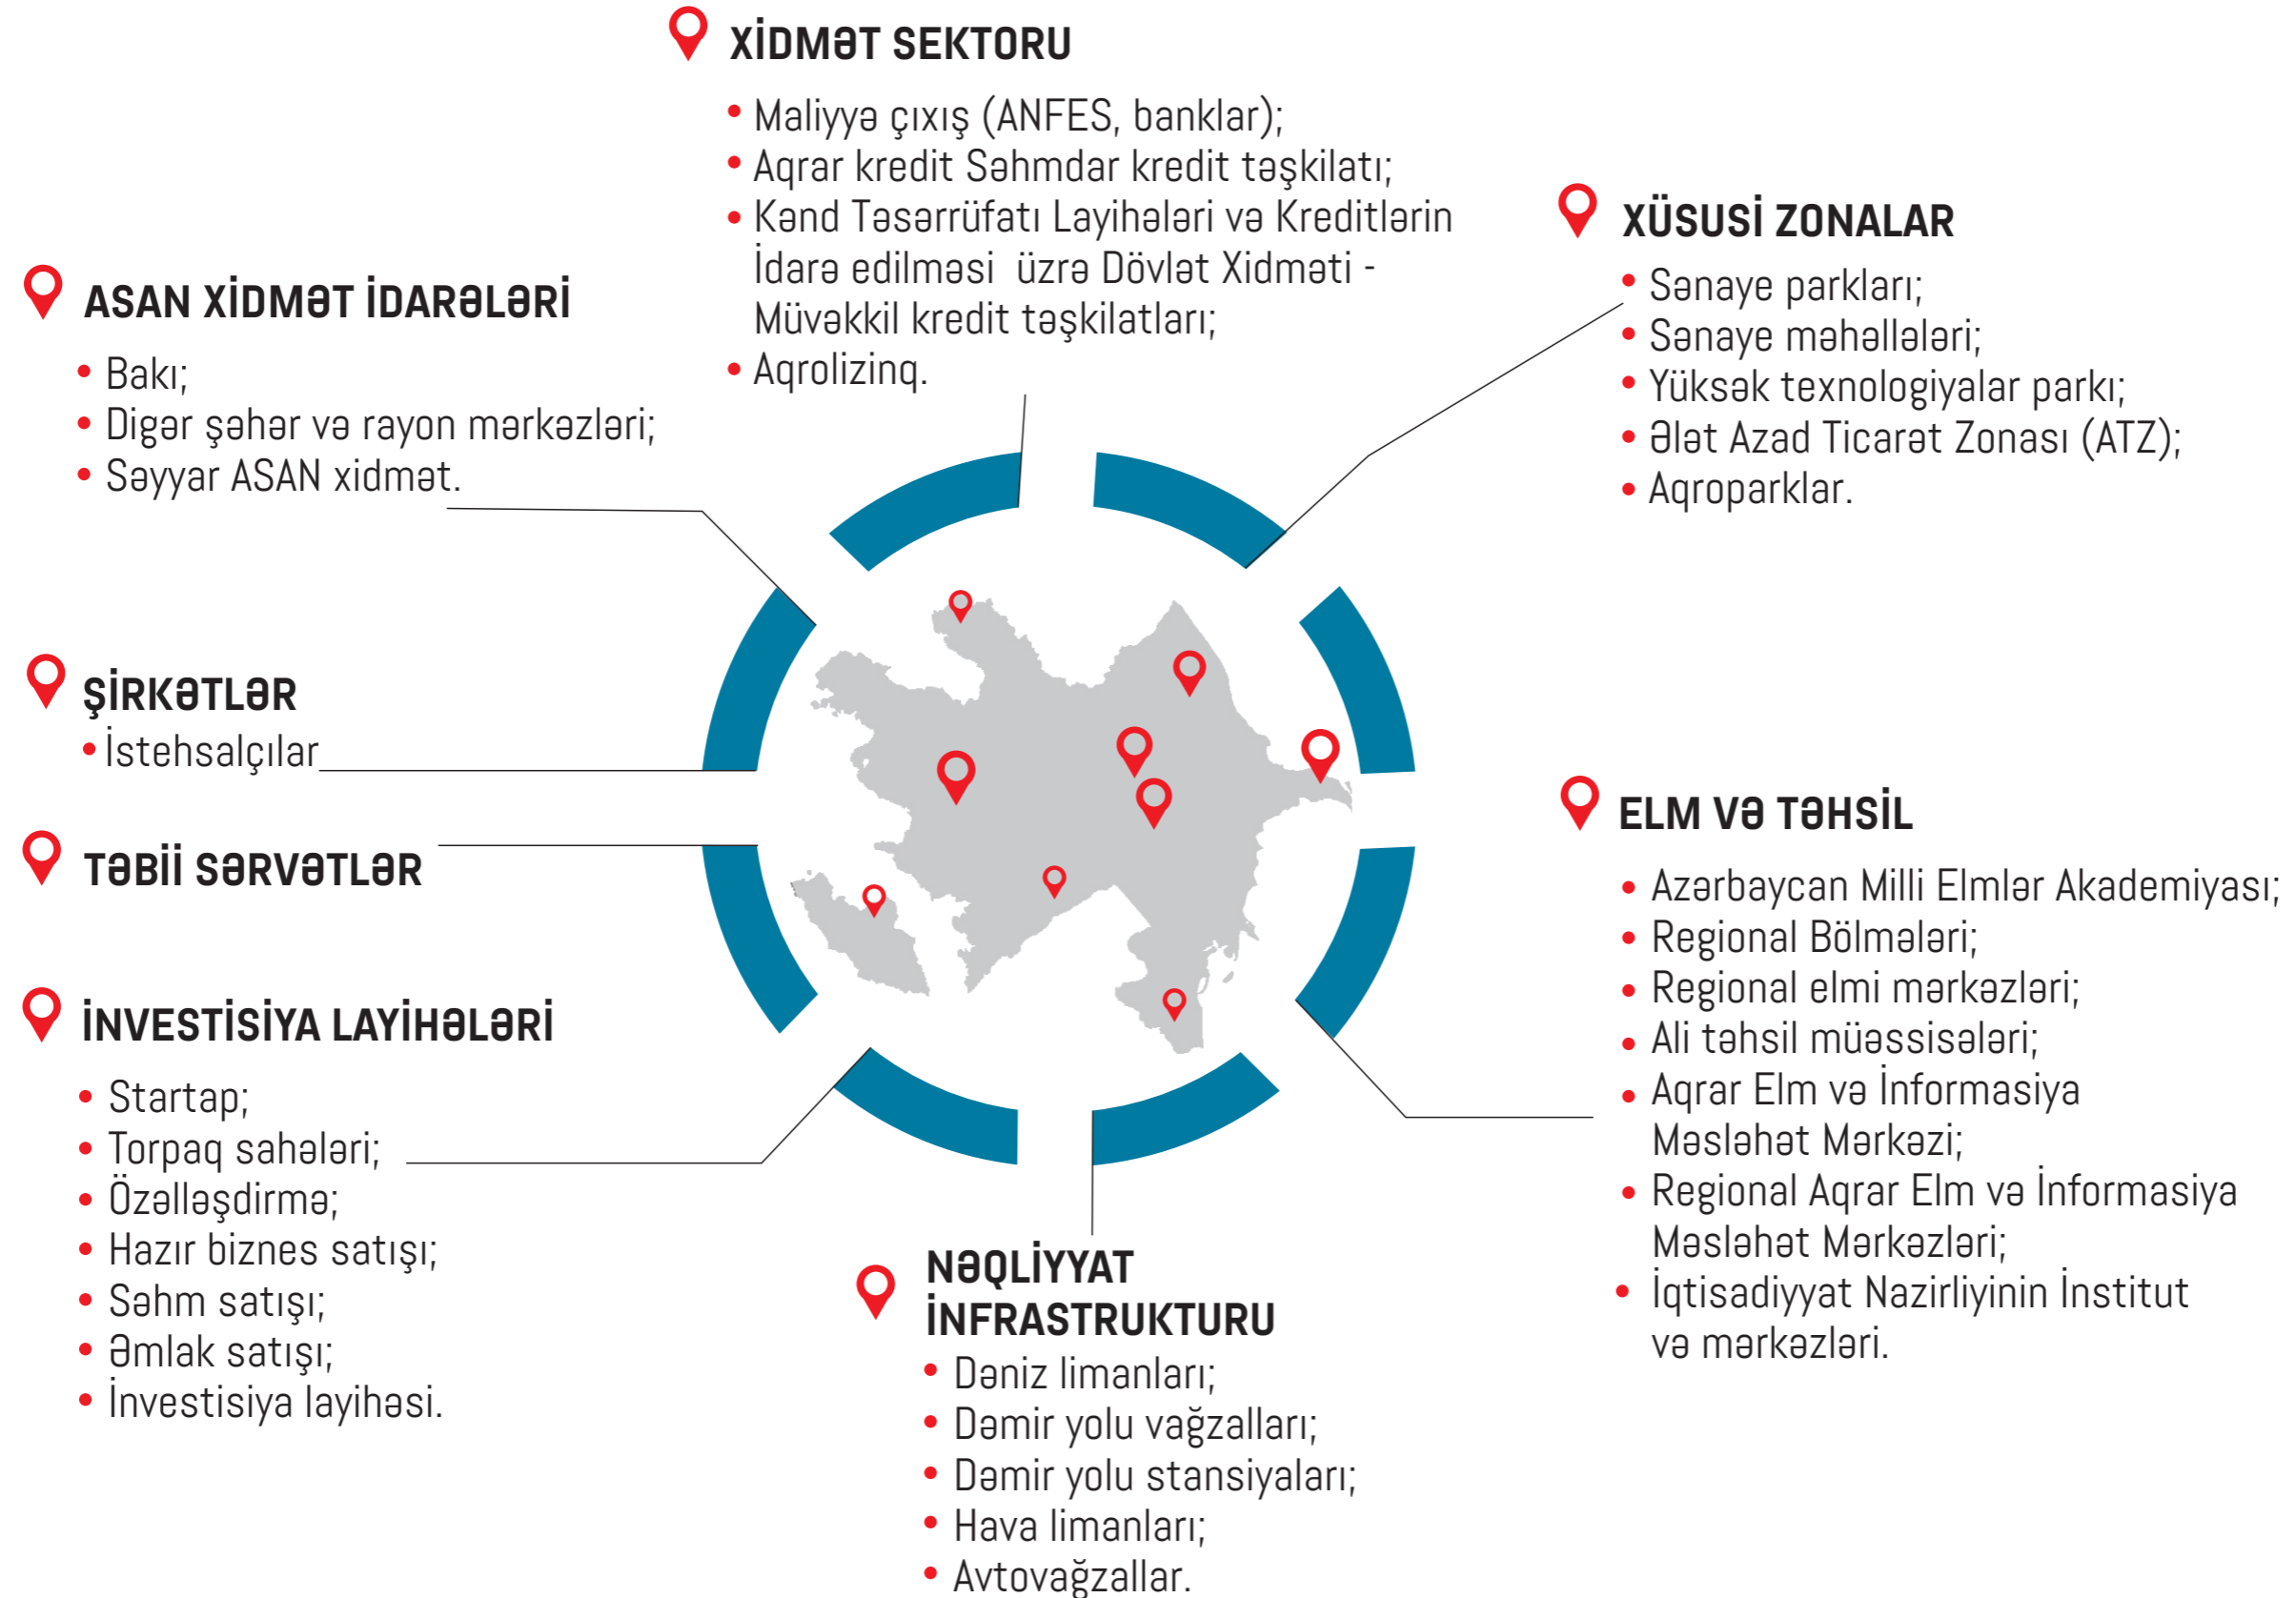 XİDMƏT SEKTORU
• Maliyyə çıxış (ANFES, banklar);
• Aqrar kredit Səhmdar kredit təşkilatı;
• Kənd Təsərrüfatı Layihələri və Kreditlərin
İdarə edilməsi üzrə Dövlət Xidməti -
Müvəkkil kredit təşkilatları;
• Aqrolizinq.
XÜSUSİ ZONALAR
• Sənaye parkları;
• Sənaye məhəllələri;
• Yüksək texnologiyalar parkı;
• Ələt Azad Ticarət Zonası (ATZ);
• Aqroparklar.
ASAN XİDMƏT İDARƏLƏRİ
• Bakı;
• Digər şəhər və rayon mərkəzləri;
• Səyyar ASAN xidmət.
ŞİRKƏTLƏR
• İstehsalçılar
TƏBİİ SƏRVƏTLƏR
İNVESTİSİYA LAYİHƏLƏRİ
• Startap;
• Torpaq sahələri;
• Özəlləşdirmə;
• Hazır biznes satışı;
• Səhm satışı;
• Əmlak satışı;
• İnvestisiya layihəsi.
NƏQLİYYAT
İNFRASTRUKTURU
• Dəniz limanları;
• Dəmir yolu vağzalları;
• Dəmir yolu stansiyaları;
• Hava limanları;
• Avtovağzallar.
ELM VƏ TƏHSİL
• Azərbaycan Milli Elmlər Akademiyası;
• Regional Bölmələri;
• Regional elmi mərkəzləri;
• Ali təhsil müəssisələri;
• Aqrar Elm və İnformasiya
Məsləhət Mərkəzi;
• Regional Aqrar Elm və İnformasiya
Məsləhət Mərkəzləri;
• İqtisadiyyat Nazirliyinin İnstitut
və mərkəzləri.